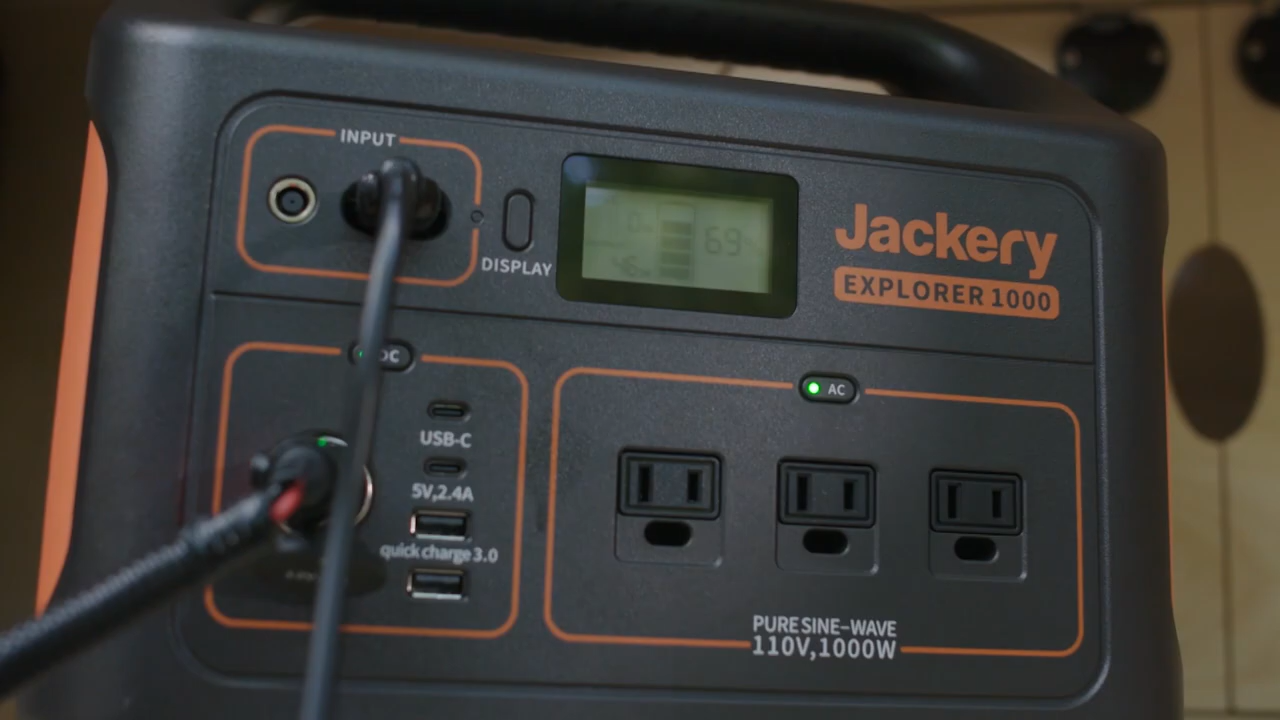 INPUT
DISPLAY
69
Jackery
EXPLORER 1000
DC
AC
USB-C
5V,2.4A
quick charge 3.0
PURE SINE-WAVE
110V,1000W